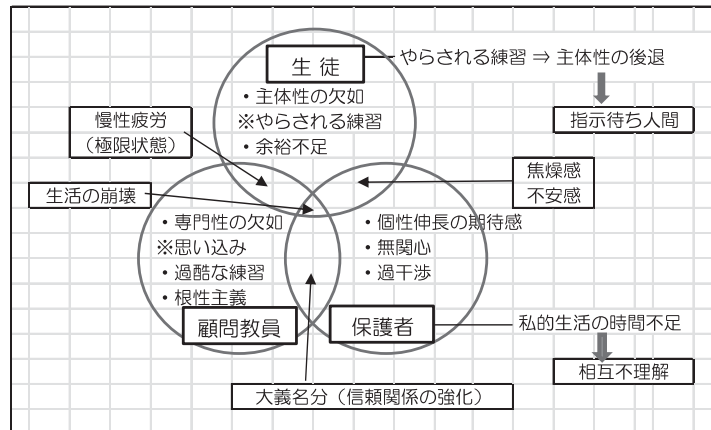 生 徒
やらされる練習 ⇒ 主体性の後退
・主体性の欠如
※やらされる練習
・余裕不足
指示待ち人間
慢性疲労
（極限状態）
焦燥感
不安感
生活の崩壊
・専門性の欠如
※思い込み
・過酷な練習
・根性主義
・個性伸長の期待感
・無関心
・過干渉
顧問教員
保護者
私的生活の時間不足
相互不理解
大義名分（信頼関係の強化）